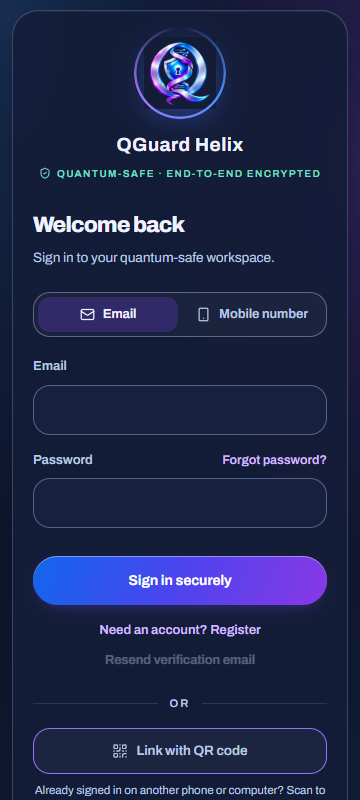 QGuard Helix
QUANTUM-SAFE · END-TO-END ENCRYPTED
Welcome back
Sign in to your quantum-safe workspace.
Email
Mobile number
Email
Password
Forgot password?
Sign in securely
Need an account? Register
Resend verification email
OR
Link with QR code
Already signed in on another phone or computer? Scan to